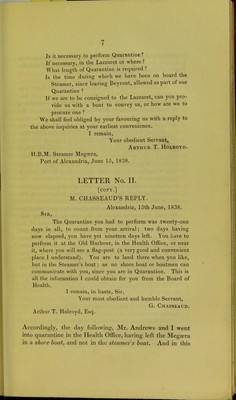 7
Is it necessary to perform Quarantine?
If necessary, in the Lazaret or where?
What length of Quarantine is required?
Is the time during which we have been on board the
Steamer, since leaving Beyrout, allowed as part of our
Quarantine?
If we are to be consigned to the Lazaret, can you pro-
vide us with a boat to convey us, or how are we to
procure one?
We shall feel obliged by your favouring us with a reply to
the above inquiries at your earliest convenience.
I remain,
Your obedient Servant,
Arthur T. Holroyd.
H.B.M. Steamer Megæra,
Port of Alexandria, June 15, 1838.
LETTER No. II.
[COPY.]
M. CHASSEAUD'S REPLY.
Alexandria, 15th June, 1838.
Sir,
The Quarantine you had to perform was twenty-one
days in all, to count from your arrival; two days having
now elapsed, you have yet nineteen days left. You have to
perform it at the Old Harbour, in the Health Office, or near
it, where you will see a flag-post (a very good and convenient
place I understand). You are to land there when you like,
but in the Steamer's boat; as no shore boat or boatmen can
communicate with you, since you are in Quarantine. This is
all the information I could obtain for you from the Board of
Health.
I remain, in haste, Sir,
Your most obedient and humble Servant,
G. Chasseaud.
Arthur T. Holroyd, Esq.
Accordingly, the day following, Mr. Andrews and I went
into quarantine in the Health Office, having left the Megæra
in a shore boat, and not in the steamer's boat. And in this